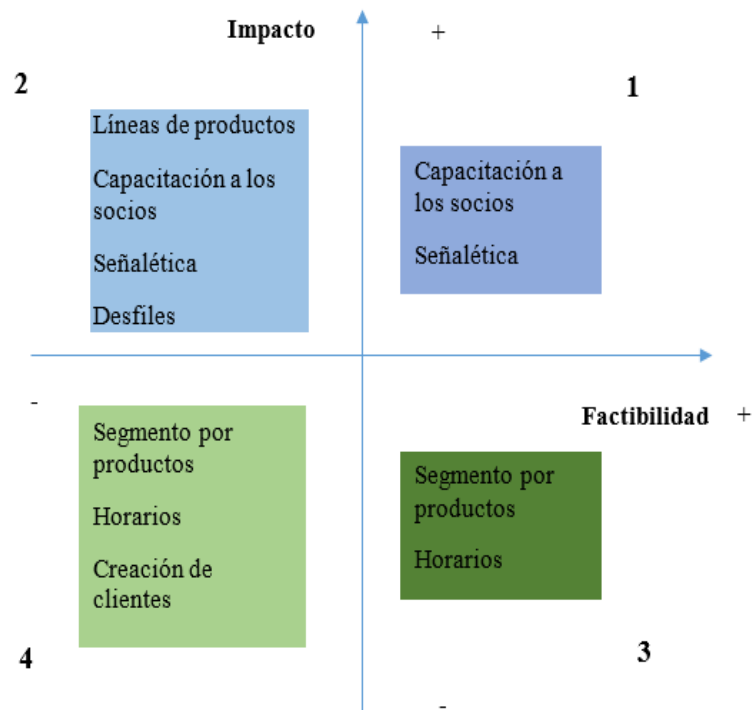 Impacto +
2
1
Líneas de productos
Capacitación a los
socios
Señalética
Desfiles
Capacitación a
los socios
Señalética
-
Factibilidad +
Segmento por
productos
Horarios
Creación de
clientes
Segmento por
productos
Horarios
4
3
-